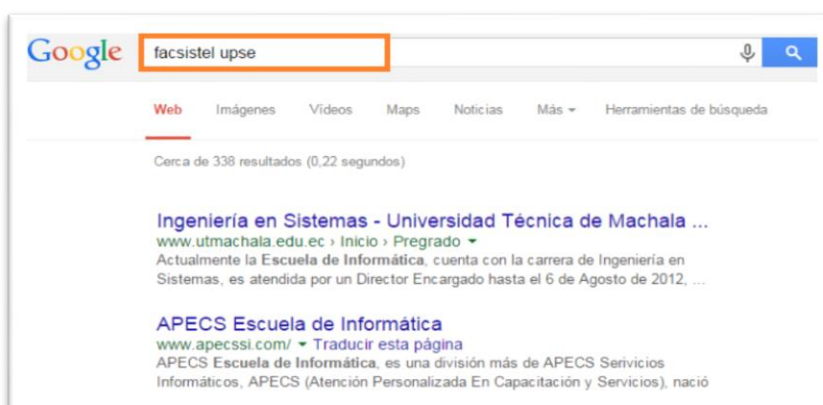 Google facsistel upse
Web Imágenes Vídeos Maps Noticias Más Herramientas de búsqueda
Cerca de 338 resultados (0,22 segundos)
Ingeniería en Sistemas - Universidad Técnica de Machala ...
www.utmachala.edu.ec › Inicio › Pregrado
Actualmente la Escuela de Informática, cuenta con la carrera de Ingeniería en
Sistemas, es atendida por un Director Encargado hasta el 6 de Agosto de 2012, ...
APECS Escuela de Informática
www.apecssi.com/ Traducir esta página
APECS Escuela de Informática, es una división más de APECS Serivicios
Informáticos, APECS (Atención Personalizada En Capacitación y Servicios), nació